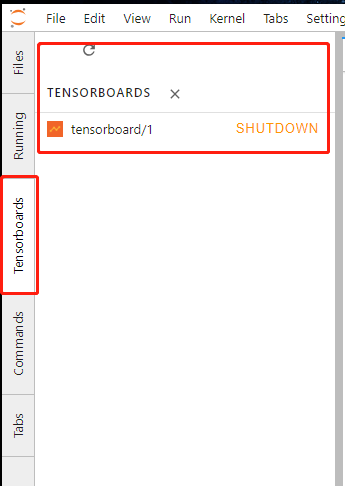 File Edit View Run Kernel Tabs Setting
Files
Running
Tensorboards
Commands
Tabs
TENSORBOARDS
tensorboard/1 SHUTDOWN